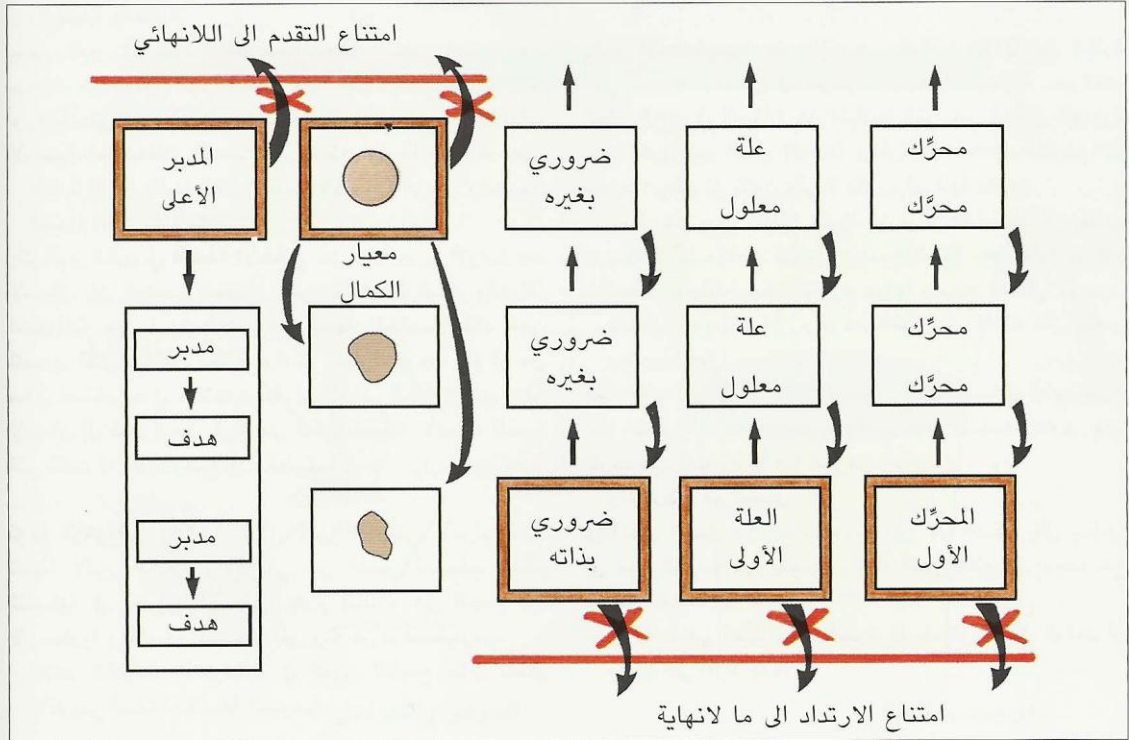 امتناع التقدم الى اللانهائي
محرِّك
محرَّك
علة
معلول
ضروري
بغيره
المدبر
الأعلى
معيار
الكمال
محرِّك
محرَّك
علة
معلول
ضروري
بغيره
مدبر
هدف
المحرِّك
الأول
العلة
الأولى
ضروري
بذاته
مدبر
هدف
امتناع الارتداد الى ما لانهاية